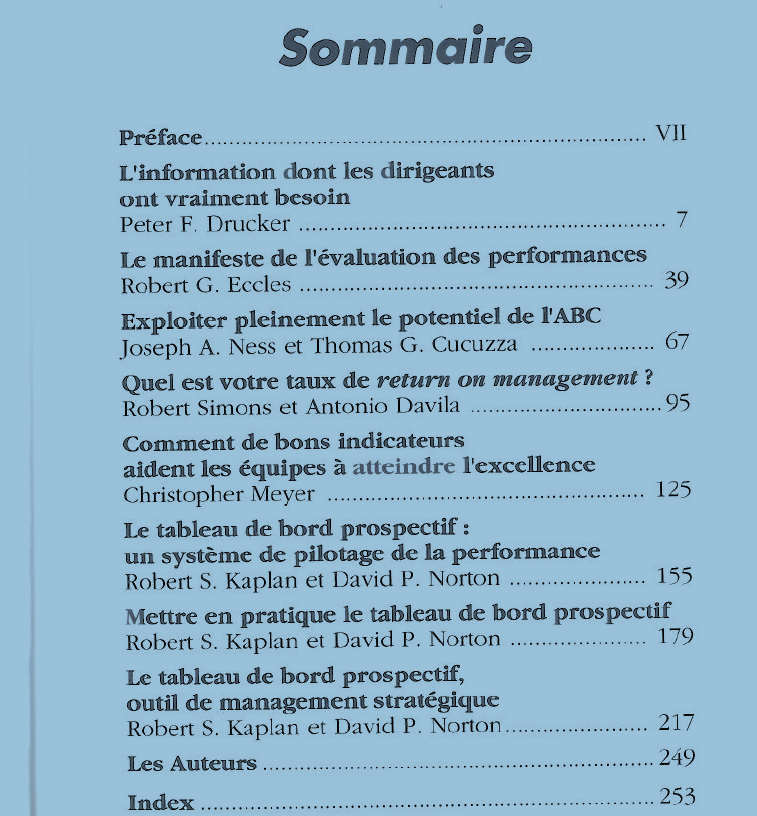 Sommaire
Préface ........ VII
L'information dont les dirigeants
ont vraiment besoin
Peter F. Drucker ........ 7
Le manifeste de l'évaluation des performances
Robert G. Eccles ........ 39
Exploiter pleinement le potentiel de l'ABC
Joseph A. Ness et Thomas G. Cucuzza ........ 67
Quel est votre taux de return on management ?
Robert Simons et Antonio Davila ........ 95
Comment de bons indicateurs
aident les équipes à atteindre l'excellence
Christopher Meyer ........ 125
Le tableau de bord prospectif :
un système de pilotage de la performance
Robert S. Kaplan et David P. Norton ........ 155
Mettre en pratique le tableau de bord prospectif
Robert S. Kaplan et David P. Norton ........ 179
Le tableau de bord prospectif,
outil de management stratégique
Robert S. Kaplan et David P. Norton ........ 217
Les Auteurs ........ 249
Index ........ 253